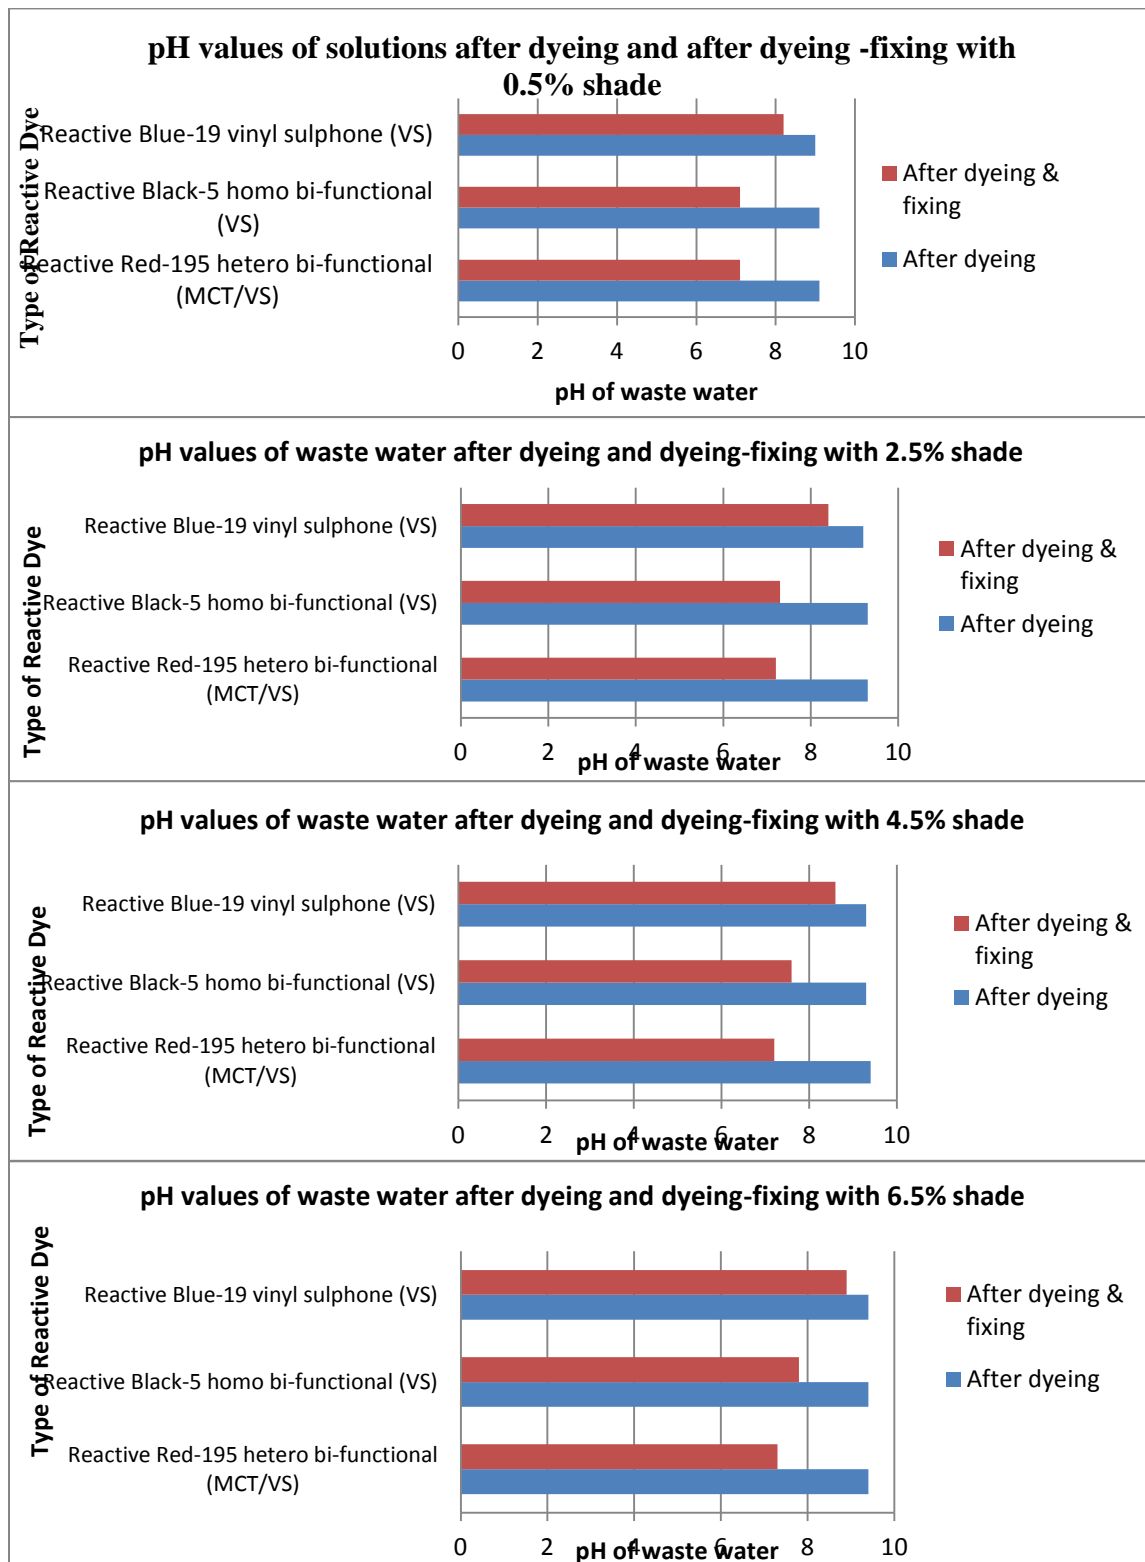 pH values of solutions after dyeing and after dyeing -fixing with
0.5% shade
Type of Reactive Dye
Reactive Blue-19 vinyl sulphone (VS)
Reactive Black-5 homo bi-functional
(VS)
Reactive Red-195 hetero bi-functional
(MCT/VS)
After dyeing &
fixing
After dyeing
0 2 4 6 8 10
pH of waste water
pH values of waste water after dyeing and dyeing-fixing with 2.5% shade
Type of Reactive Dye
Reactive Blue-19 vinyl sulphone (VS)
Reactive Black-5 homo bi-functional (VS)
Reactive Red-195 hetero bi-functional
(MCT/VS)
After dyeing &
fixing
After dyeing
0 2 4 6 8 10
pH of waste water
pH values of waste water after dyeing and dyeing-fixing with 4.5% shade
Type of Reactive Dye
Reactive Blue-19 vinyl sulphone (VS)
Reactive Black-5 homo bi-functional (VS)
Reactive Red-195 hetero bi-functional
(MCT/VS)
After dyeing &
fixing
After dyeing
0 2 4 6 8 10
pH of waste water
pH values of waste water after dyeing and dyeing-fixing with 6.5% shade
Type of Reactive Dye
Reactive Blue-19 vinyl sulphone (VS)
Reactive Black-5 homo bi-functional (VS)
Reactive Red-195 hetero bi-functional
(MCT/VS)
After dyeing &
fixing
After dyeing
0 2 4 6 8 10
pH of waste water